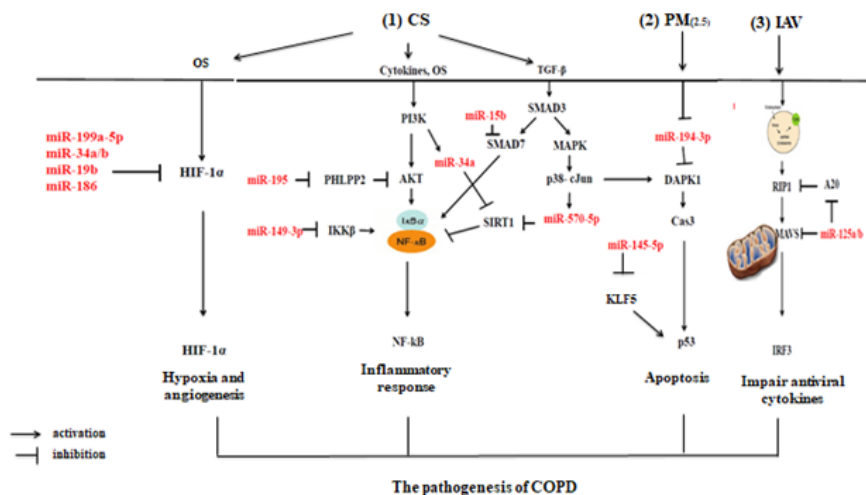 (1) CS
(2) PM(2.5)
(3) IAV
OS
Cytokines, OS
TGF-β
miR-199a-5p
miR-34a/b
miR-19b
miR-186
HIF-1α
PI3K
miR-15b
SMAD3
SMAD7
MAPK
miR-34a
miR-194-3p
miR-195
PHLPP2
AKT
p38- cJun
DAPK1
RIP1
A20
IκBα
NF-κB
SIRT1
miR-570-5p
Cas3
miR-149-3p
IKKβ
MAVS
miR-125a/b
miR-145-5p
KLF5
HIF-1α
NF-kB
p53
IRF3
Hypoxia and
angiogenesis
Inflammatory
response
Apoptosis
Impair antiviral
cytokines
activation
inhibition
The pathogenesis of COPD